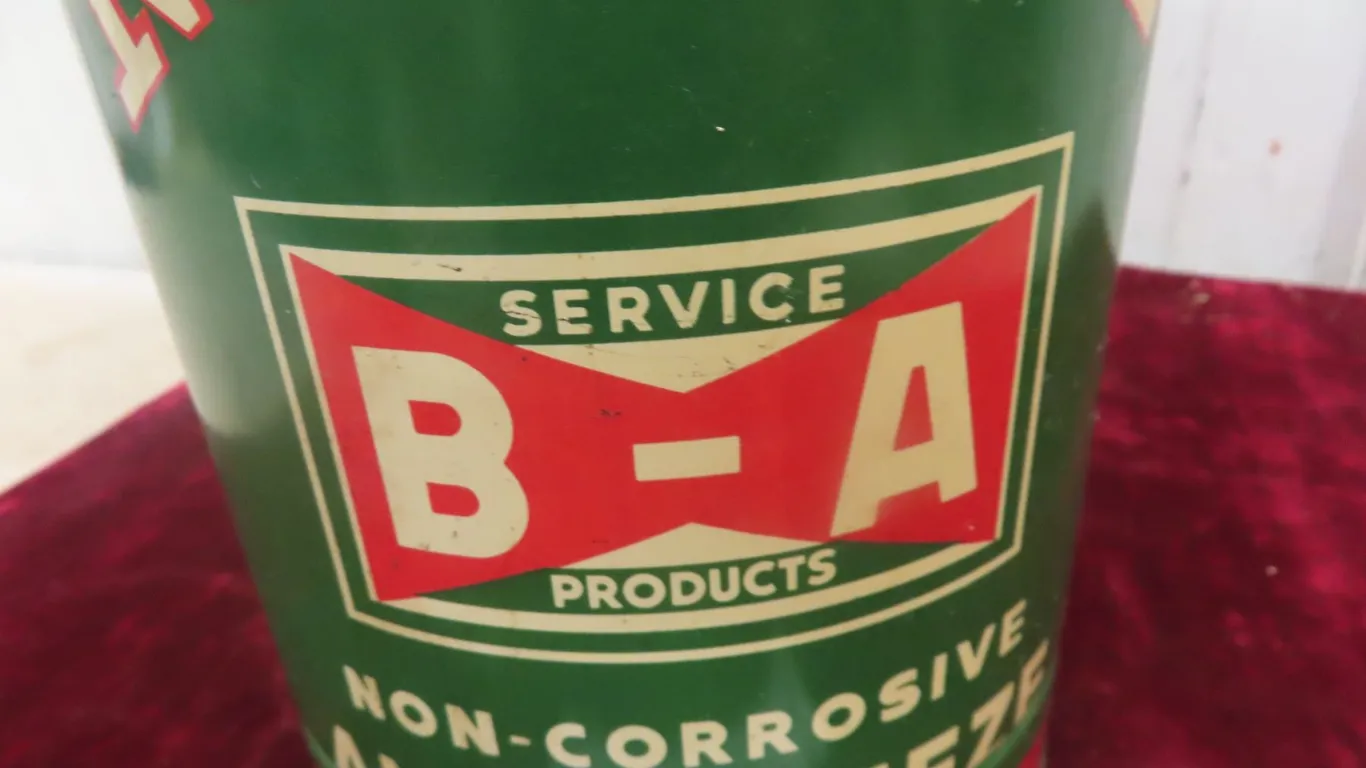 SERVICE
B-A
PRODUCTS
NON-CORROSIVE